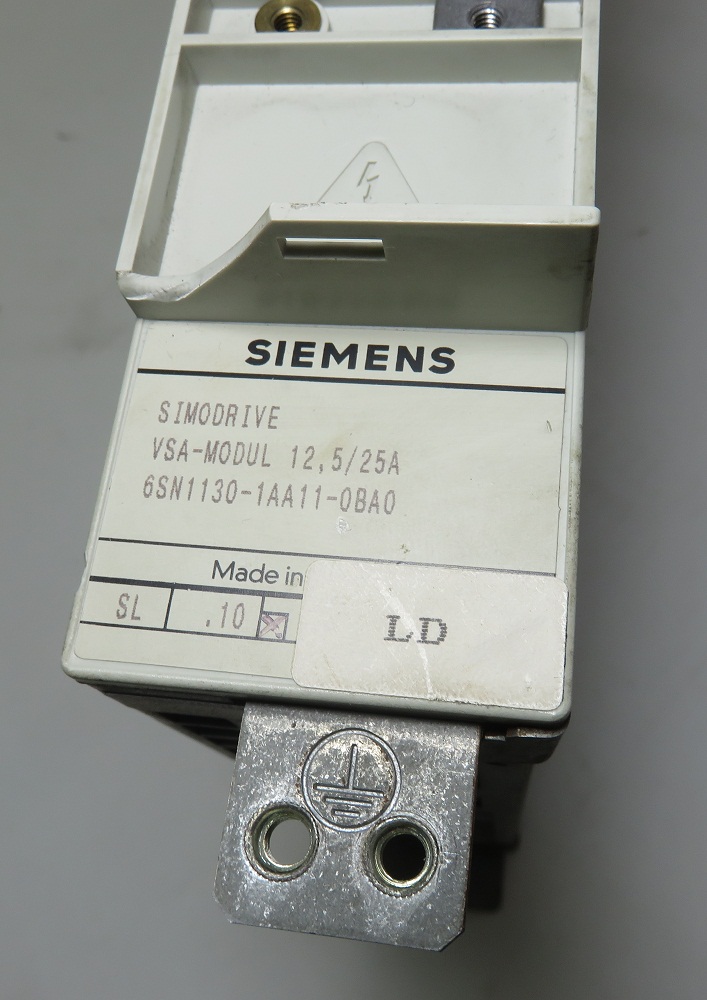 SIEMENS
SIMODRIVE
VSA-MODUL 12,5/25A
6SN1130-1AA11-0BA0
Made in
SL .10
LD